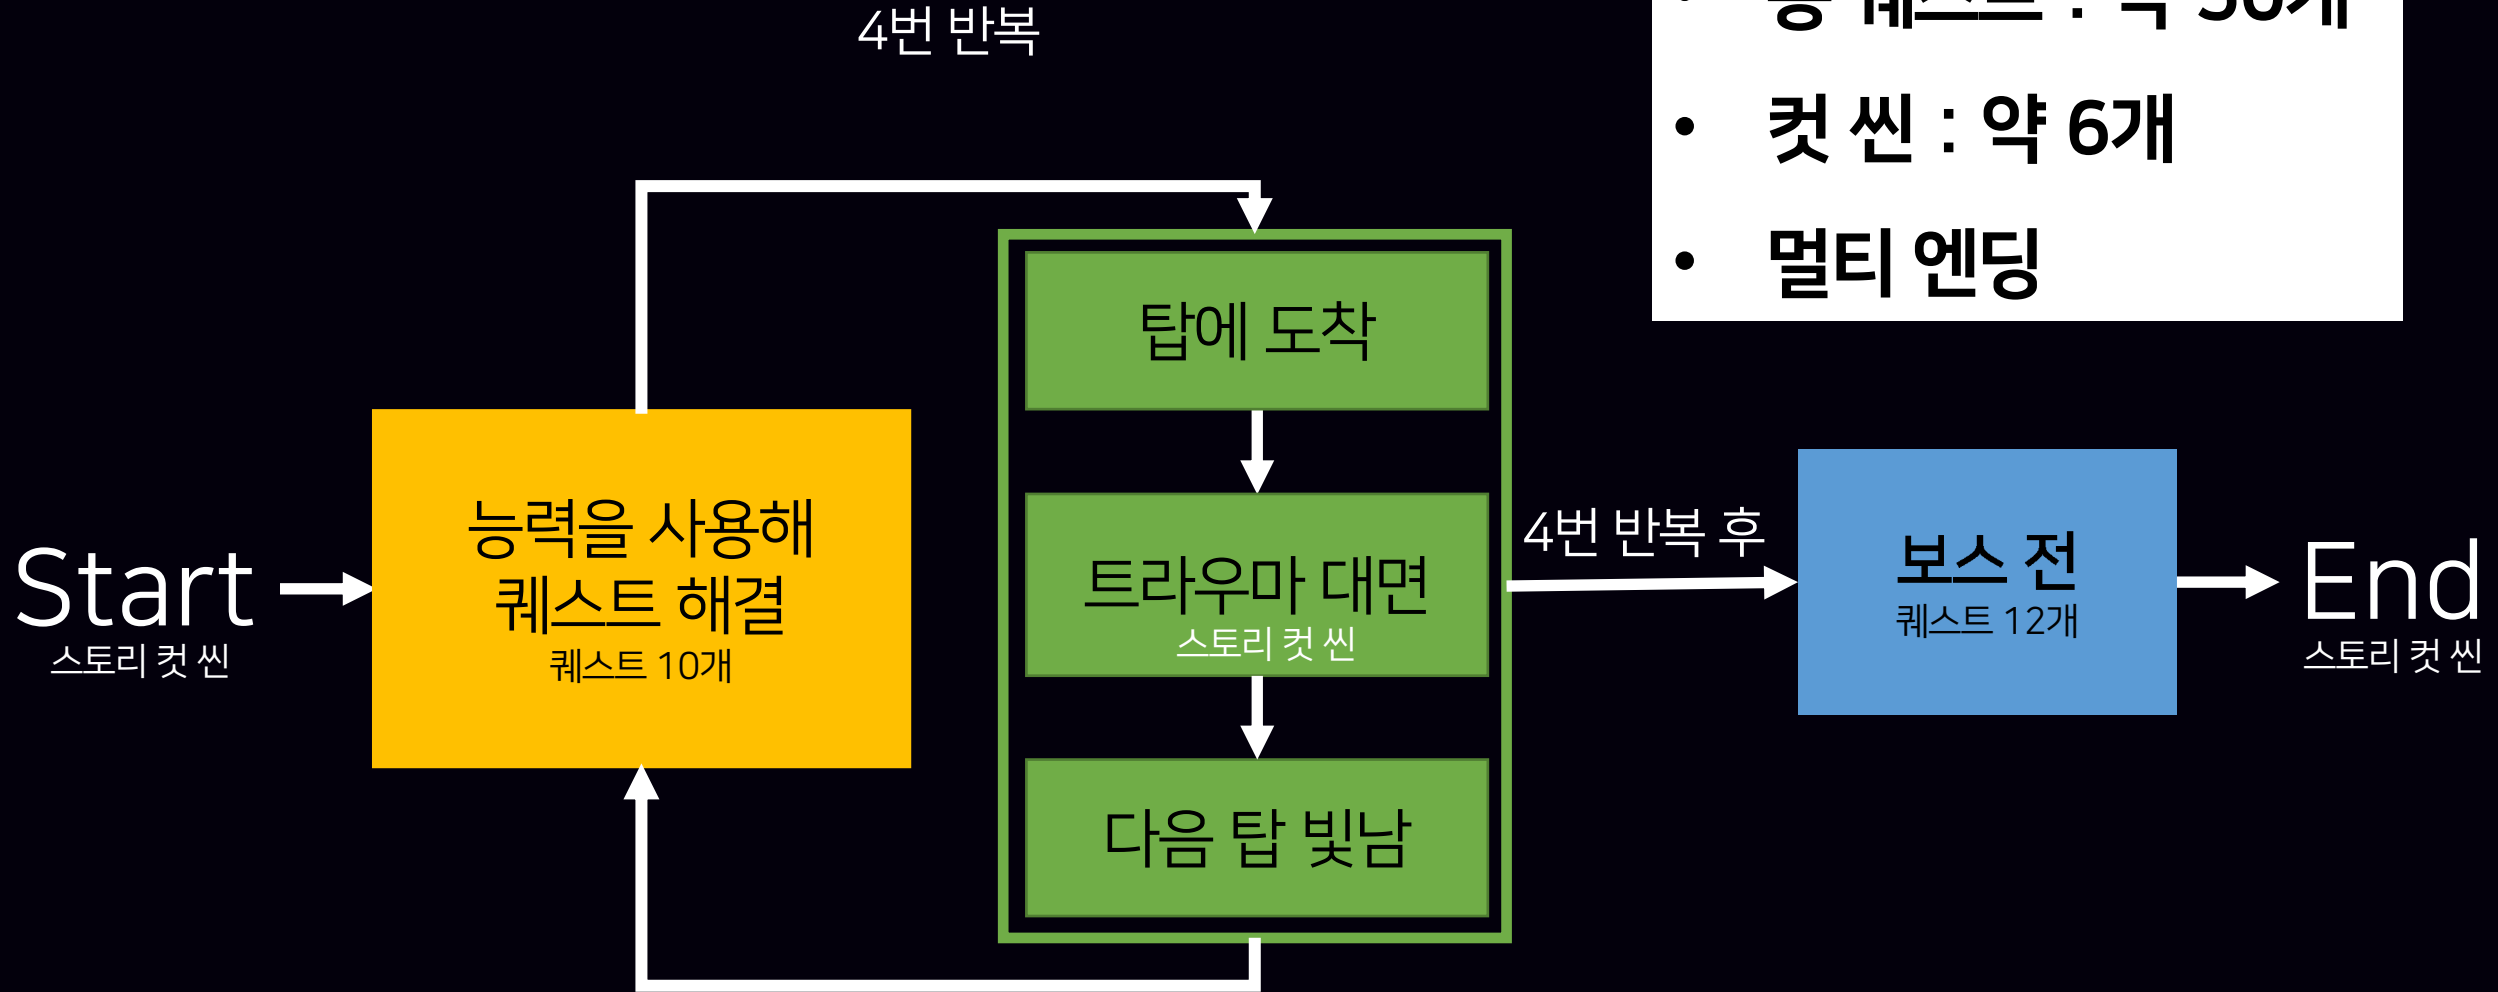 4번 반복
• 컷 씬 : 약 6개
• 멀티 엔딩
탑에 도착
능력을 사용해
퀘스트 해결
퀘스트 10개
Start
스토리 컷 씬
트라우마 대면
스토리 컷 씬
다음 탑 빛남
4번 반복 후
보스전
퀘스트 12개
End
스토리 컷 씬